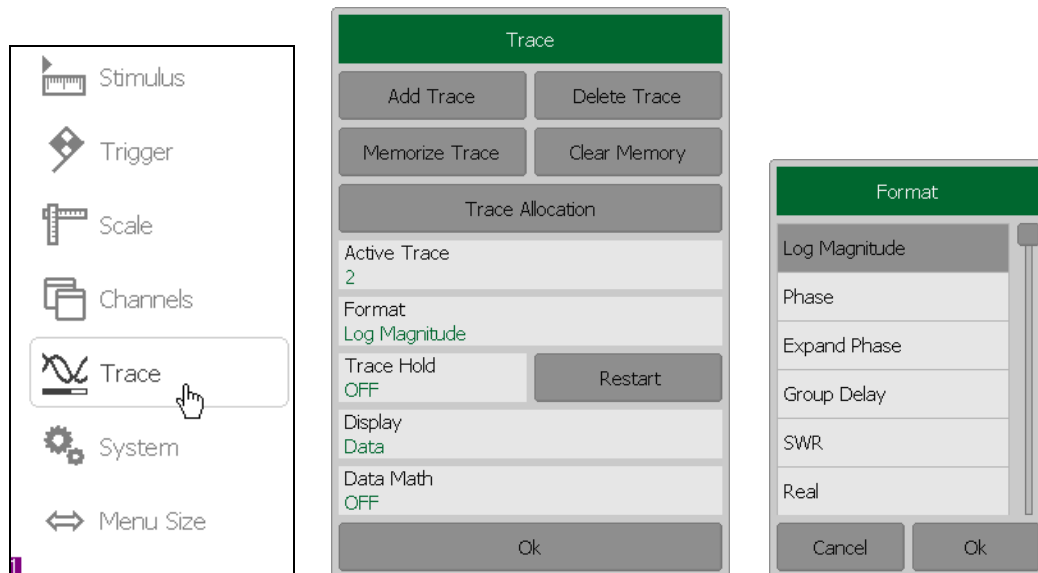 Stimulus
Trigger
Scale
Channels
Trace
System
Menu Size
1
Trace
Add Trace
Delete Trace
Memorize Trace
Clear Memory
Trace Allocation
Active Trace
2
Format
Log Magnitude
Trace Hold
OFF
Restart
Display
Data
Data Math
OFF
Ok
Format
Log Magnitude
Phase
Expand Phase
Group Delay
SWR
Real
Cancel
Ok